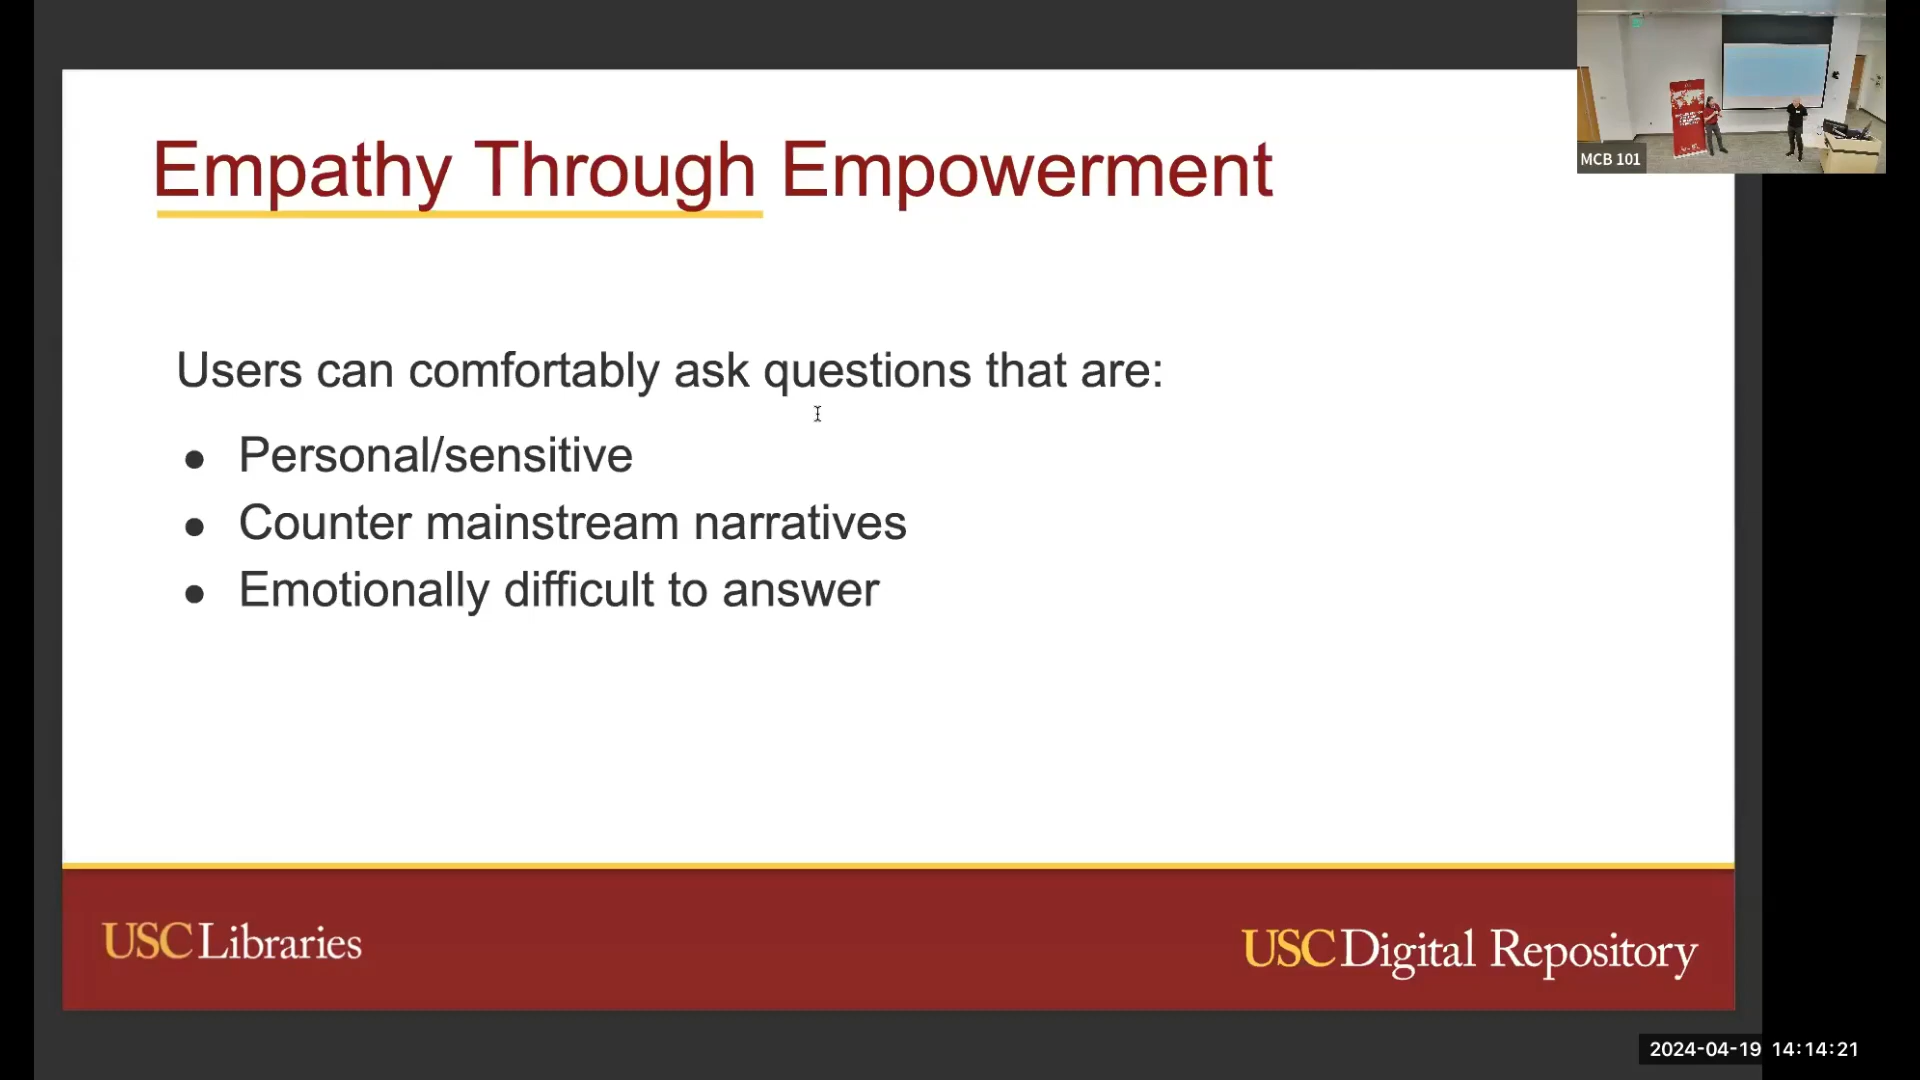 Empathy Through Empowerment
MCB 101
Users can comfortably ask questions that are:
● Personal/sensitive
● Counter mainstream narratives
● Emotionally difficult to answer
USC Libraries
USC Digital Repository
2024-04-19 14:14:21